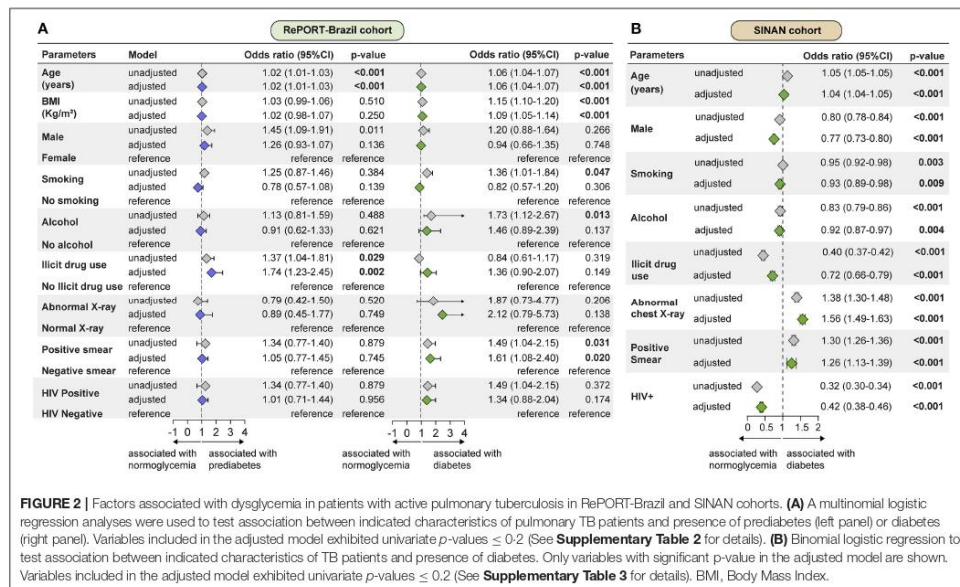 A
RePORT-Brazil cohort
Parameters Model Odds ratio (95%CI) p-value Odds ratio (95%CI) p-value
Age unadjusted 1.02 (1.01-1.03) <0.001 1.06 (1.04-1.07) <0.001
(years) adjusted 1.02 (1.01-1.03) <0.001 1.06 (1.04-1.07) <0.001
BMI unadjusted 1.03 (0.99-1.06) 0.510 1.15 (1.10-1.20) <0.001
(Kg/m³) adjusted 1.02 (0.98-1.07) 0.250 1.09 (1.05-1.14) <0.001
Male unadjusted 1.45 (1.09-1.91) 0.011 1.20 (0.88-1.64) 0.266
adjusted 1.26 (0.93-1.07) 0.136 0.94 (0.66-1.35) 0.748
Female reference reference reference reference reference
Smoking unadjusted 1.25 (0.87-1.46) 0.384 1.36 (1.01-1.84) 0.047
adjusted 0.78 (0.57-1.08) 0.139 0.82 (0.57-1.20) 0.306
No smoking reference reference reference reference reference
Alcohol unadjusted 1.13 (0.81-1.59) 0.488 1.73 (1.12-2.67) 0.013
adjusted 0.91 (0.62-1.33) 0.621 1.46 (0.89-2.39) 0.137
No alcohol reference reference reference reference reference
Ilicit drug use unadjusted 1.37 (1.04-1.81) 0.029 0.84 (0.61-1.17) 0.319
adjusted 1.74 (1.23-2.45) 0.002 1.36 (0.90-2.07) 0.149
No Ilicit drug use reference reference reference reference reference
Abnormal X-ray unadjusted 0.79 (0.42-1.50) 0.520 1.87 (0.73-4.77) 0.206
adjusted 0.89 (0.45-1.77) 0.749 2.12 (0.79-5.73) 0.138
Normal X-ray reference reference reference reference reference
Positive smear unadjusted 1.34 (0.77-1.40) 0.879 1.49 (1.04-2.15) 0.031
adjusted 1.05 (0.77-1.45) 0.745 1.61 (1.08-2.40) 0.020
Negative smear reference reference reference reference reference
HIV Positive unadjusted 1.34 (0.77-1.40) 0.879 1.49 (1.04-2.15) 0.372
adjusted 1.01 (0.71-1.44) 0.956 1.34 (0.88-2.04) 0.174
HIV Negative reference reference reference reference reference
-1 0 1 2 3 4 -1 0 1 2 3 4
associated with normoglycemia associated with prediabetes associated with normoglycemia associated with diabetes
B
SINAN cohort
Parameters Odds ratio (95%CI) p-value
Age (years) unadjusted 1.05 (1.05-1.05) <0.001
adjusted 1.04 (1.04-1.05) <0.001
Male unadjusted 0.80 (0.78-0.84) <0.001
adjusted 0.77 (0.73-0.80) <0.001
Smoking unadjusted 0.95 (0.92-0.98) 0.003
adjusted 0.93 (0.89-0.98) 0.009
Alcohol unadjusted 0.83 (0.79-0.86) <0.001
adjusted 0.92 (0.87-0.97) 0.004
Ilicit drug use unadjusted 0.40 (0.37-0.42) <0.001
adjusted 0.72 (0.66-0.79) <0.001
Abnormal chest X-ray unadjusted 1.38 (1.30-1.48) <0.001
adjusted 1.56 (1.49-1.63) <0.001
Positive Smear unadjusted 1.30 (1.26-1.36) <0.001
adjusted 1.26 (1.13-1.39) <0.001
HIV+ unadjusted 0.32 (0.30-0.34) <0.001
adjusted 0.42 (0.38-0.46) <0.001
0 0.5 1 1.5 2
associated with normoglycemia associated with diabetes
FIGURE 2 | Factors associated with dysglycemia in patients with active pulmonary tuberculosis in RePORT-Brazil and SINAN cohorts. (A) A multinomial logistic
regression analyses were used to test association between indicated characteristics of pulmonary TB patients and presence of prediabetes (left panel) or diabetes
(right panel). Variables included in the adjusted model exhibited univariate p-values ≤ 0·2 (See Supplementary Table 2 for details). (B) Binomial logistic regression to
test association between indicated characteristics of TB patients and presence of diabetes. Only variables with significant p-value in the adjusted model are shown.
Variables included in the adjusted model exhibited univariate p-values ≤ 0.2 (See Supplementary Table 3 for details). BMI, Body Mass Index.